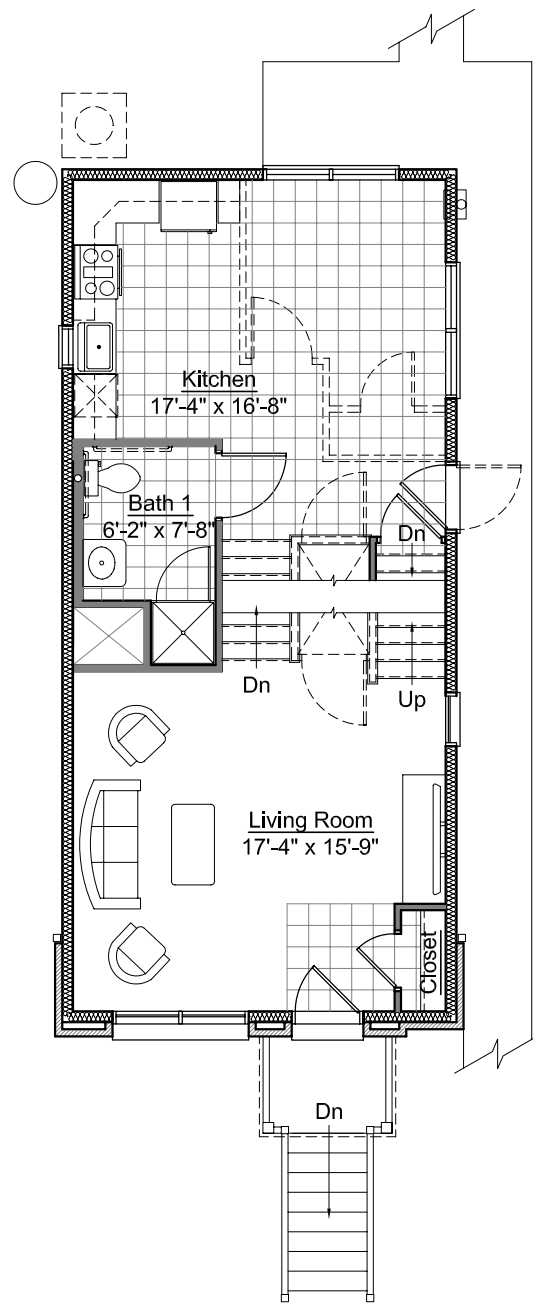 Kitchen
17'-4" x 16'-8"
Bath 1
6'-2" x 7'-8"
Dn
Dn
Up
Living Room
17'-4" x 15'-9"
Closet
Dn